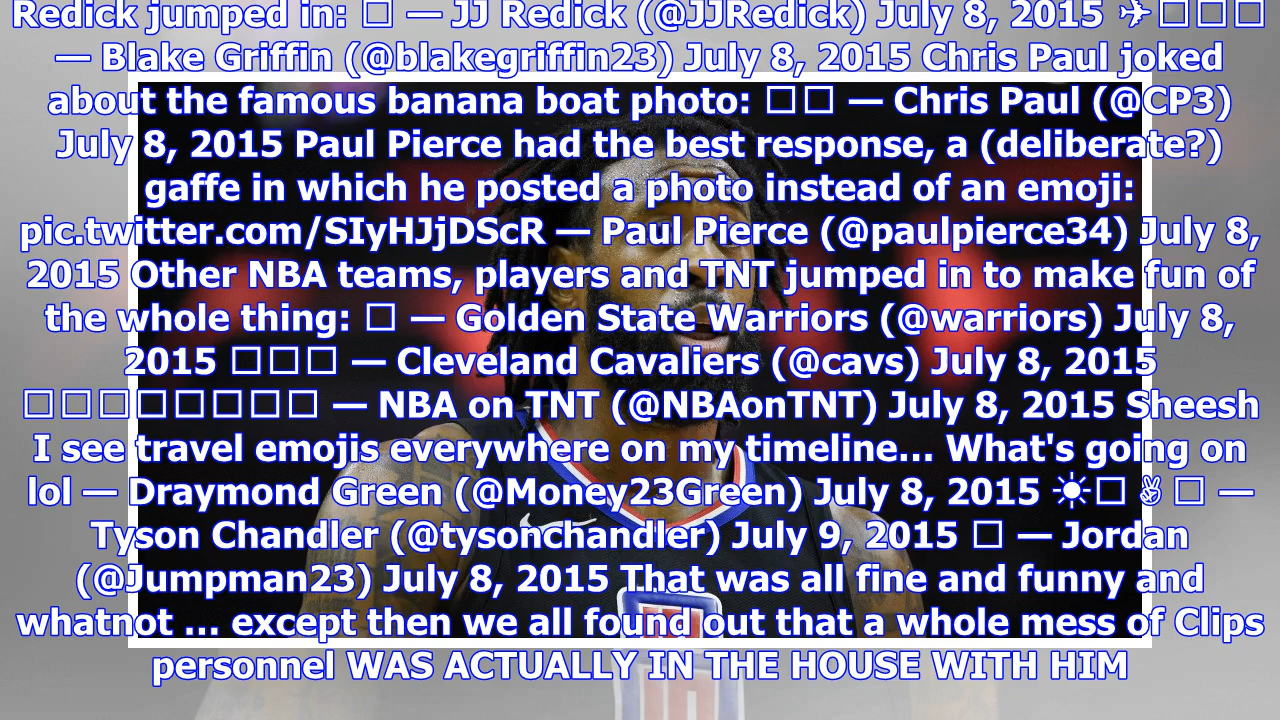 Redick jumped in: □ — JJ Redick (@JJRedick) July 8, 2015 ✈□□□
— Blake Griffin (@blakegriffin23) July 8, 2015 Chris Paul joked
about the famous banana boat photo: □□ — Chris Paul (@CP3)
July 8, 2015 Paul Pierce had the best response, a (deliberate?)
gaffe in which he posted a photo instead of an emoji:
pic.twitter.com/SIyHJjDScR — Paul Pierce (@paulpierce34) July 8,
2015 Other NBA teams, players and TNT jumped in to make fun of
the whole thing: □ — Golden State Warriors (@warriors) July 8,
2015 □□□ — Cleveland Cavaliers (@cavs) July 8, 2015
□□□□□□□□□ — NBA on TNT (@NBAonTNT) July 8, 2015 Sheesh
I see travel emojis everywhere on my timeline... What's going on
lol — Draymond Green (@Money23Green) July 8, 2015 ☀□✌□ —
Tyson Chandler (@tysonchandler) July 9, 2015 □ — Jordan
(@Jumpman23) July 8, 2015 That was all fine and funny and
whatnot ... except then we all found out that a whole mess of Clips
personnel WAS ACTUALLY IN THE HOUSE WITH HIM